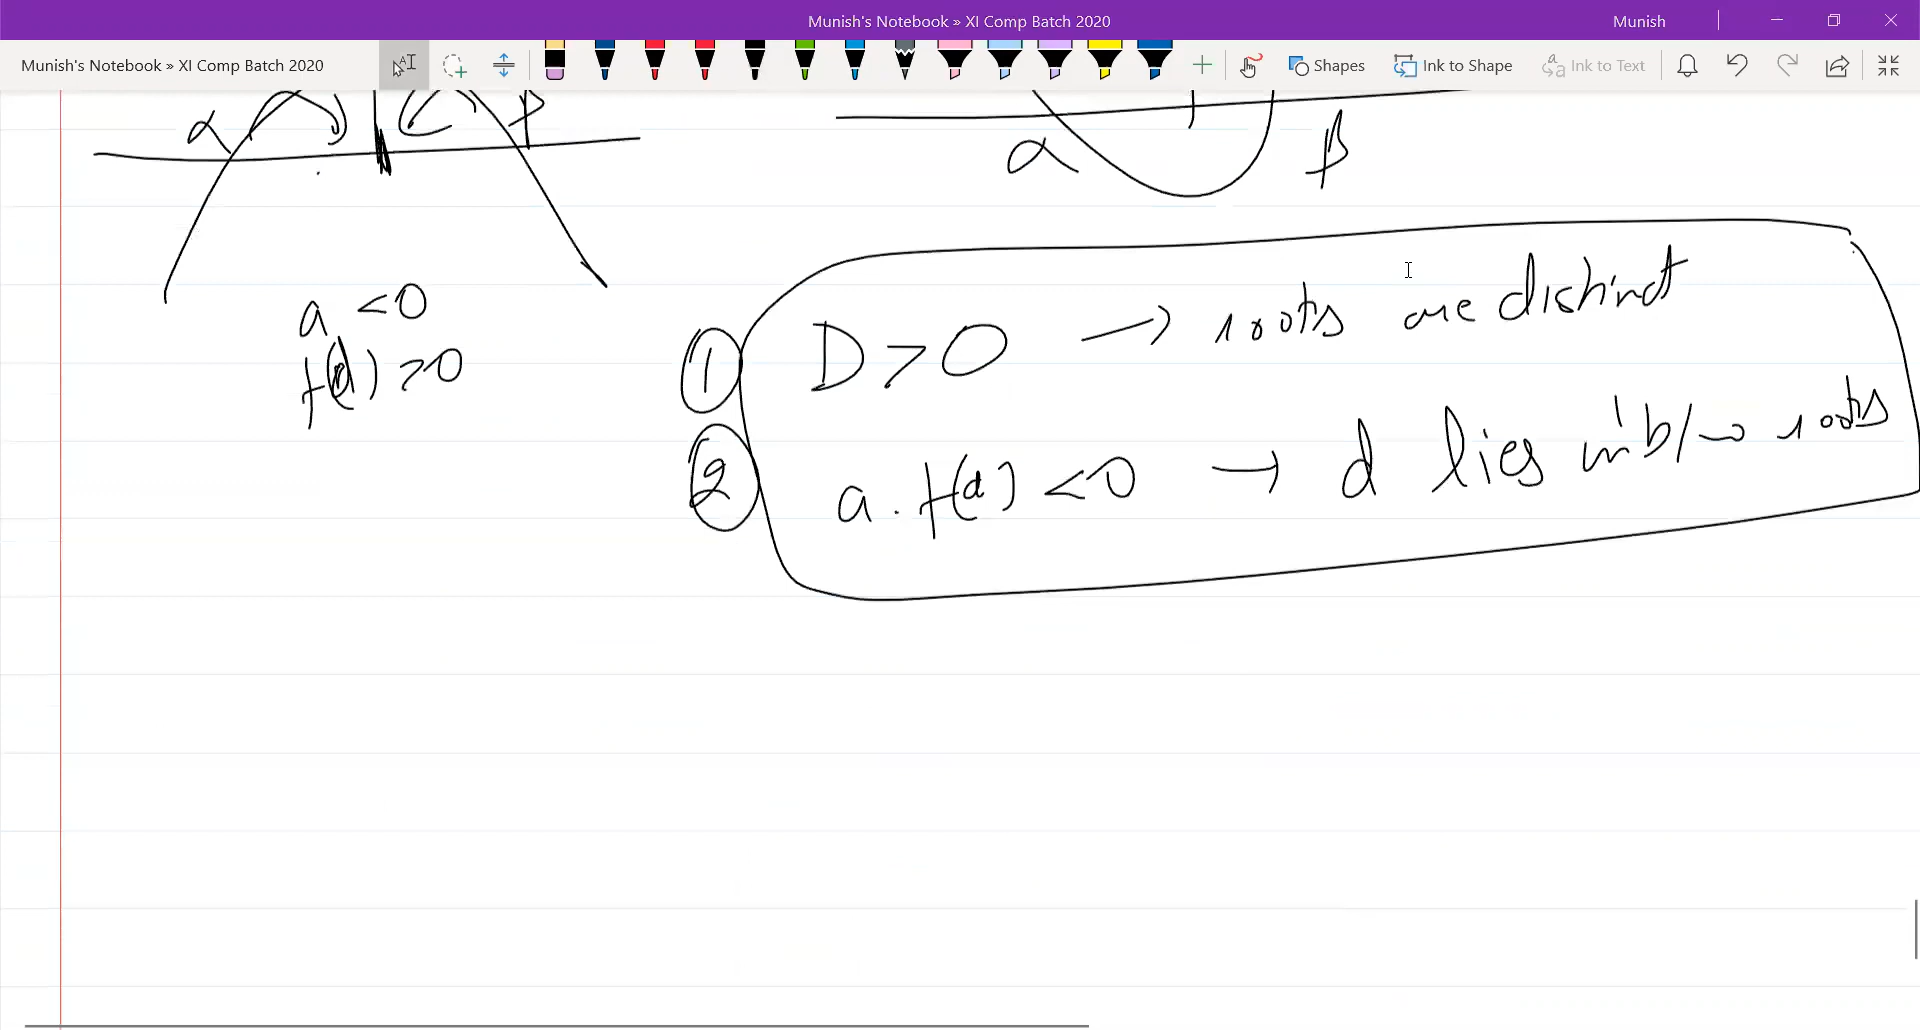 Munish's Notebook » XI Comp Batch 2020
Munish
Munish's Notebook » XI Comp Batch 2020
Shapes
Ink to Shape
Ink to Text
α β
α β
a < 0
f(d) > 0
① D > 0 → roots are distinct
② a . f(d) < 0 → d lies in b/w roots